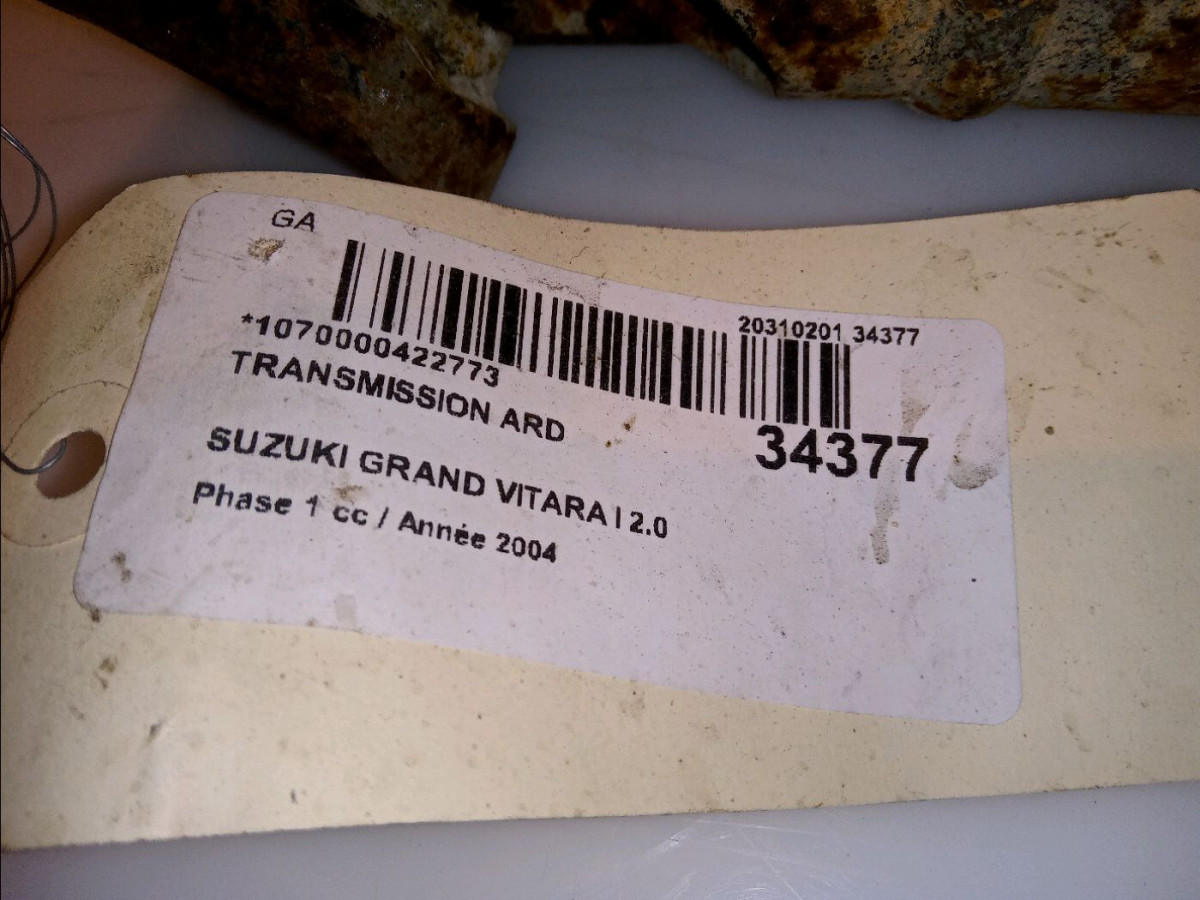 GA
20310201 34377
*1070000422773
TRANSMISSION ARD
34377
SUZUKI GRAND VITARA I 2.0
Phase 1 cc / Année 2004